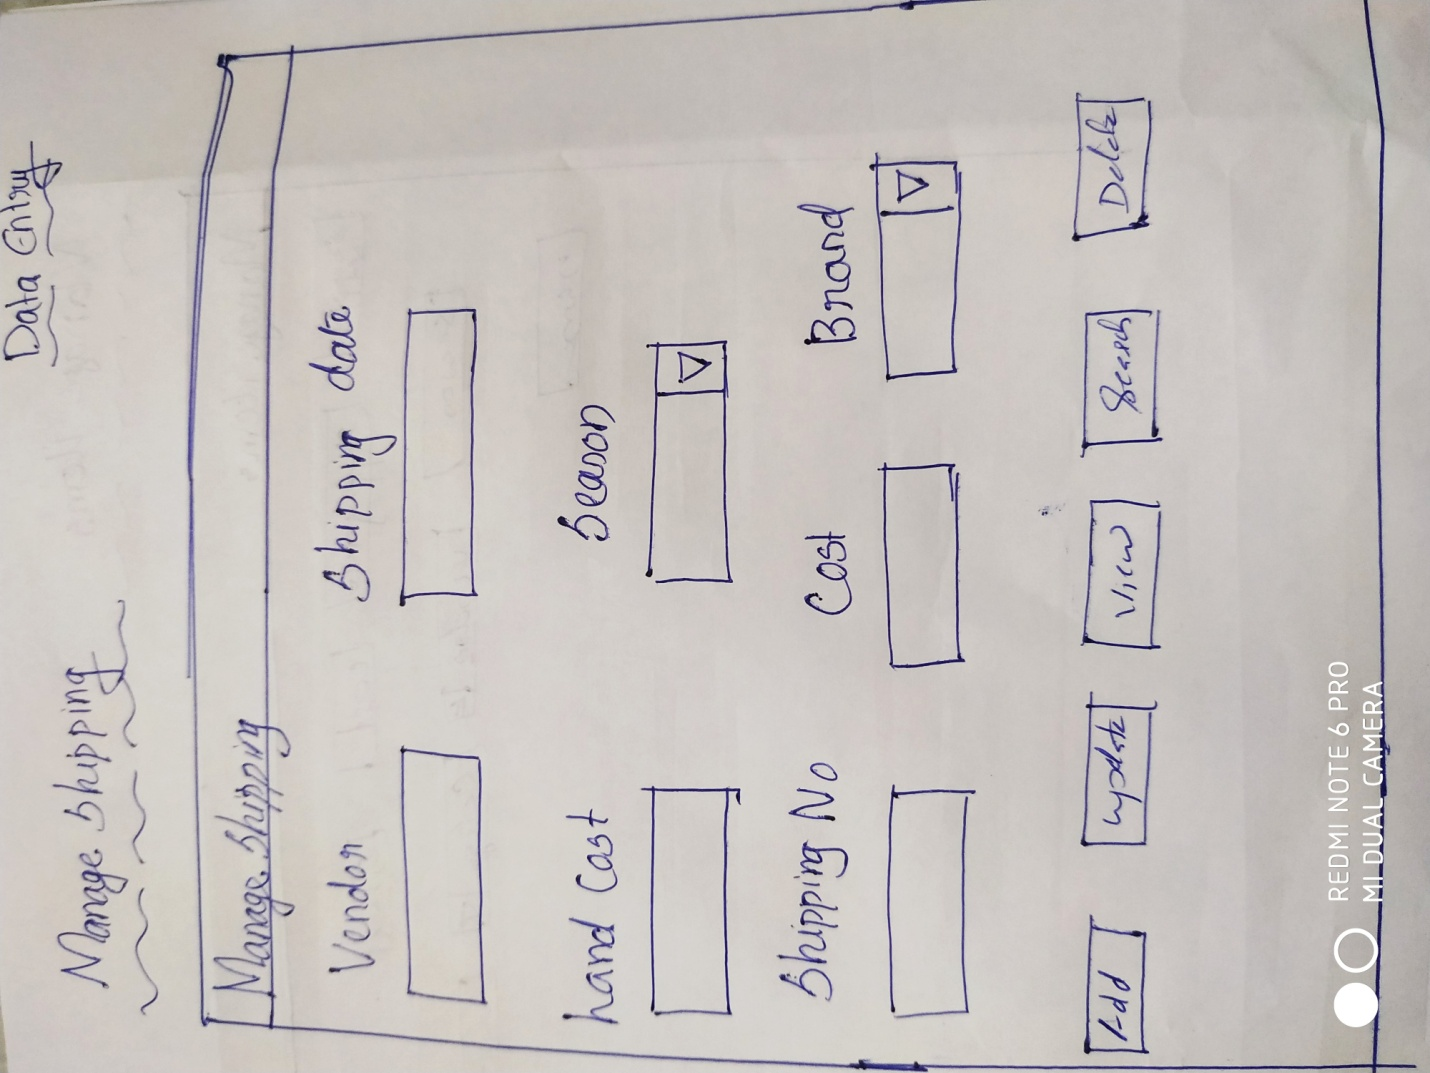 Data Entry
Manage Shipping
Manage Shipping
Vendor Shipping date
hand Cost Season
Shipping No Cost Brand
Add Update View Search Delete
REDMI NOTE 6 PRO
MI DUAL CAMERA